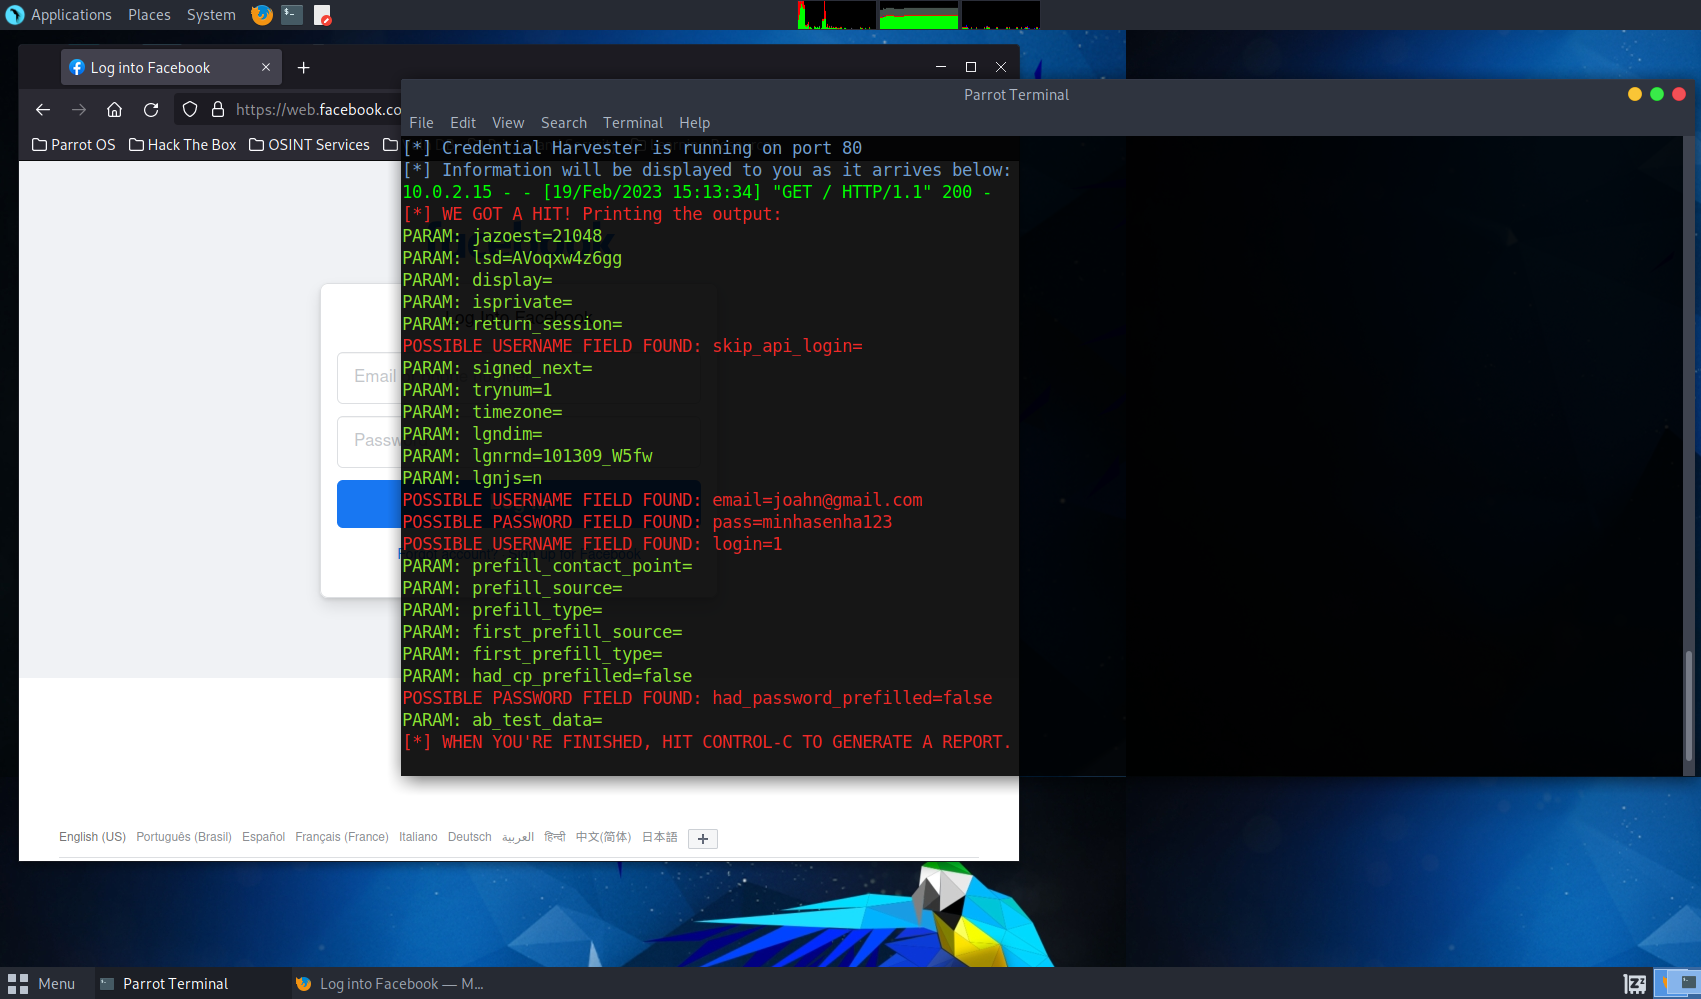 Applications Places System
Log into Facebook
Parrot Terminal
https://web.facebook.co
File Edit View Search Terminal Help
Parrot OS Hack The Box OSINT Services
[*] Credential Harvester is running on port 80
[*] Information will be displayed to you as it arrives below:
10.0.2.15 - - [19/Feb/2023 15:13:34] "GET / HTTP/1.1" 200 -
[*] WE GOT A HIT! Printing the output:
PARAM: jazoest=21048
PARAM: lsd=AVoqxw4z6gg
PARAM: display=
PARAM: isprivate=
PARAM: return_session=
POSSIBLE USERNAME FIELD FOUND: skip_api_login=
PARAM: signed_next=
PARAM: trynum=1
PARAM: timezone=
PARAM: lgndim=
PARAM: lgnrnd=101309_W5fw
PARAM: lgnjs=n
POSSIBLE USERNAME FIELD FOUND: email=joahn@gmail.com
POSSIBLE PASSWORD FIELD FOUND: pass=minhasenha123
POSSIBLE USERNAME FIELD FOUND: login=1
PARAM: prefill_contact_point=
PARAM: prefill_source=
PARAM: prefill_type=
PARAM: first_prefill_source=
PARAM: first_prefill_type=
PARAM: had_cp_prefilled=false
POSSIBLE PASSWORD FIELD FOUND: had_password_prefilled=false
PARAM: ab_test_data=
[*] WHEN YOU'RE FINISHED, HIT CONTROL-C TO GENERATE A REPORT.
Log Into Facebook
Email
Passw
English (US) Português (Brasil) Español Français (France) Italiano Deutsch العربية हिन्दी 中文(简体) 日本語
Menu Parrot Terminal Log into Facebook — M...